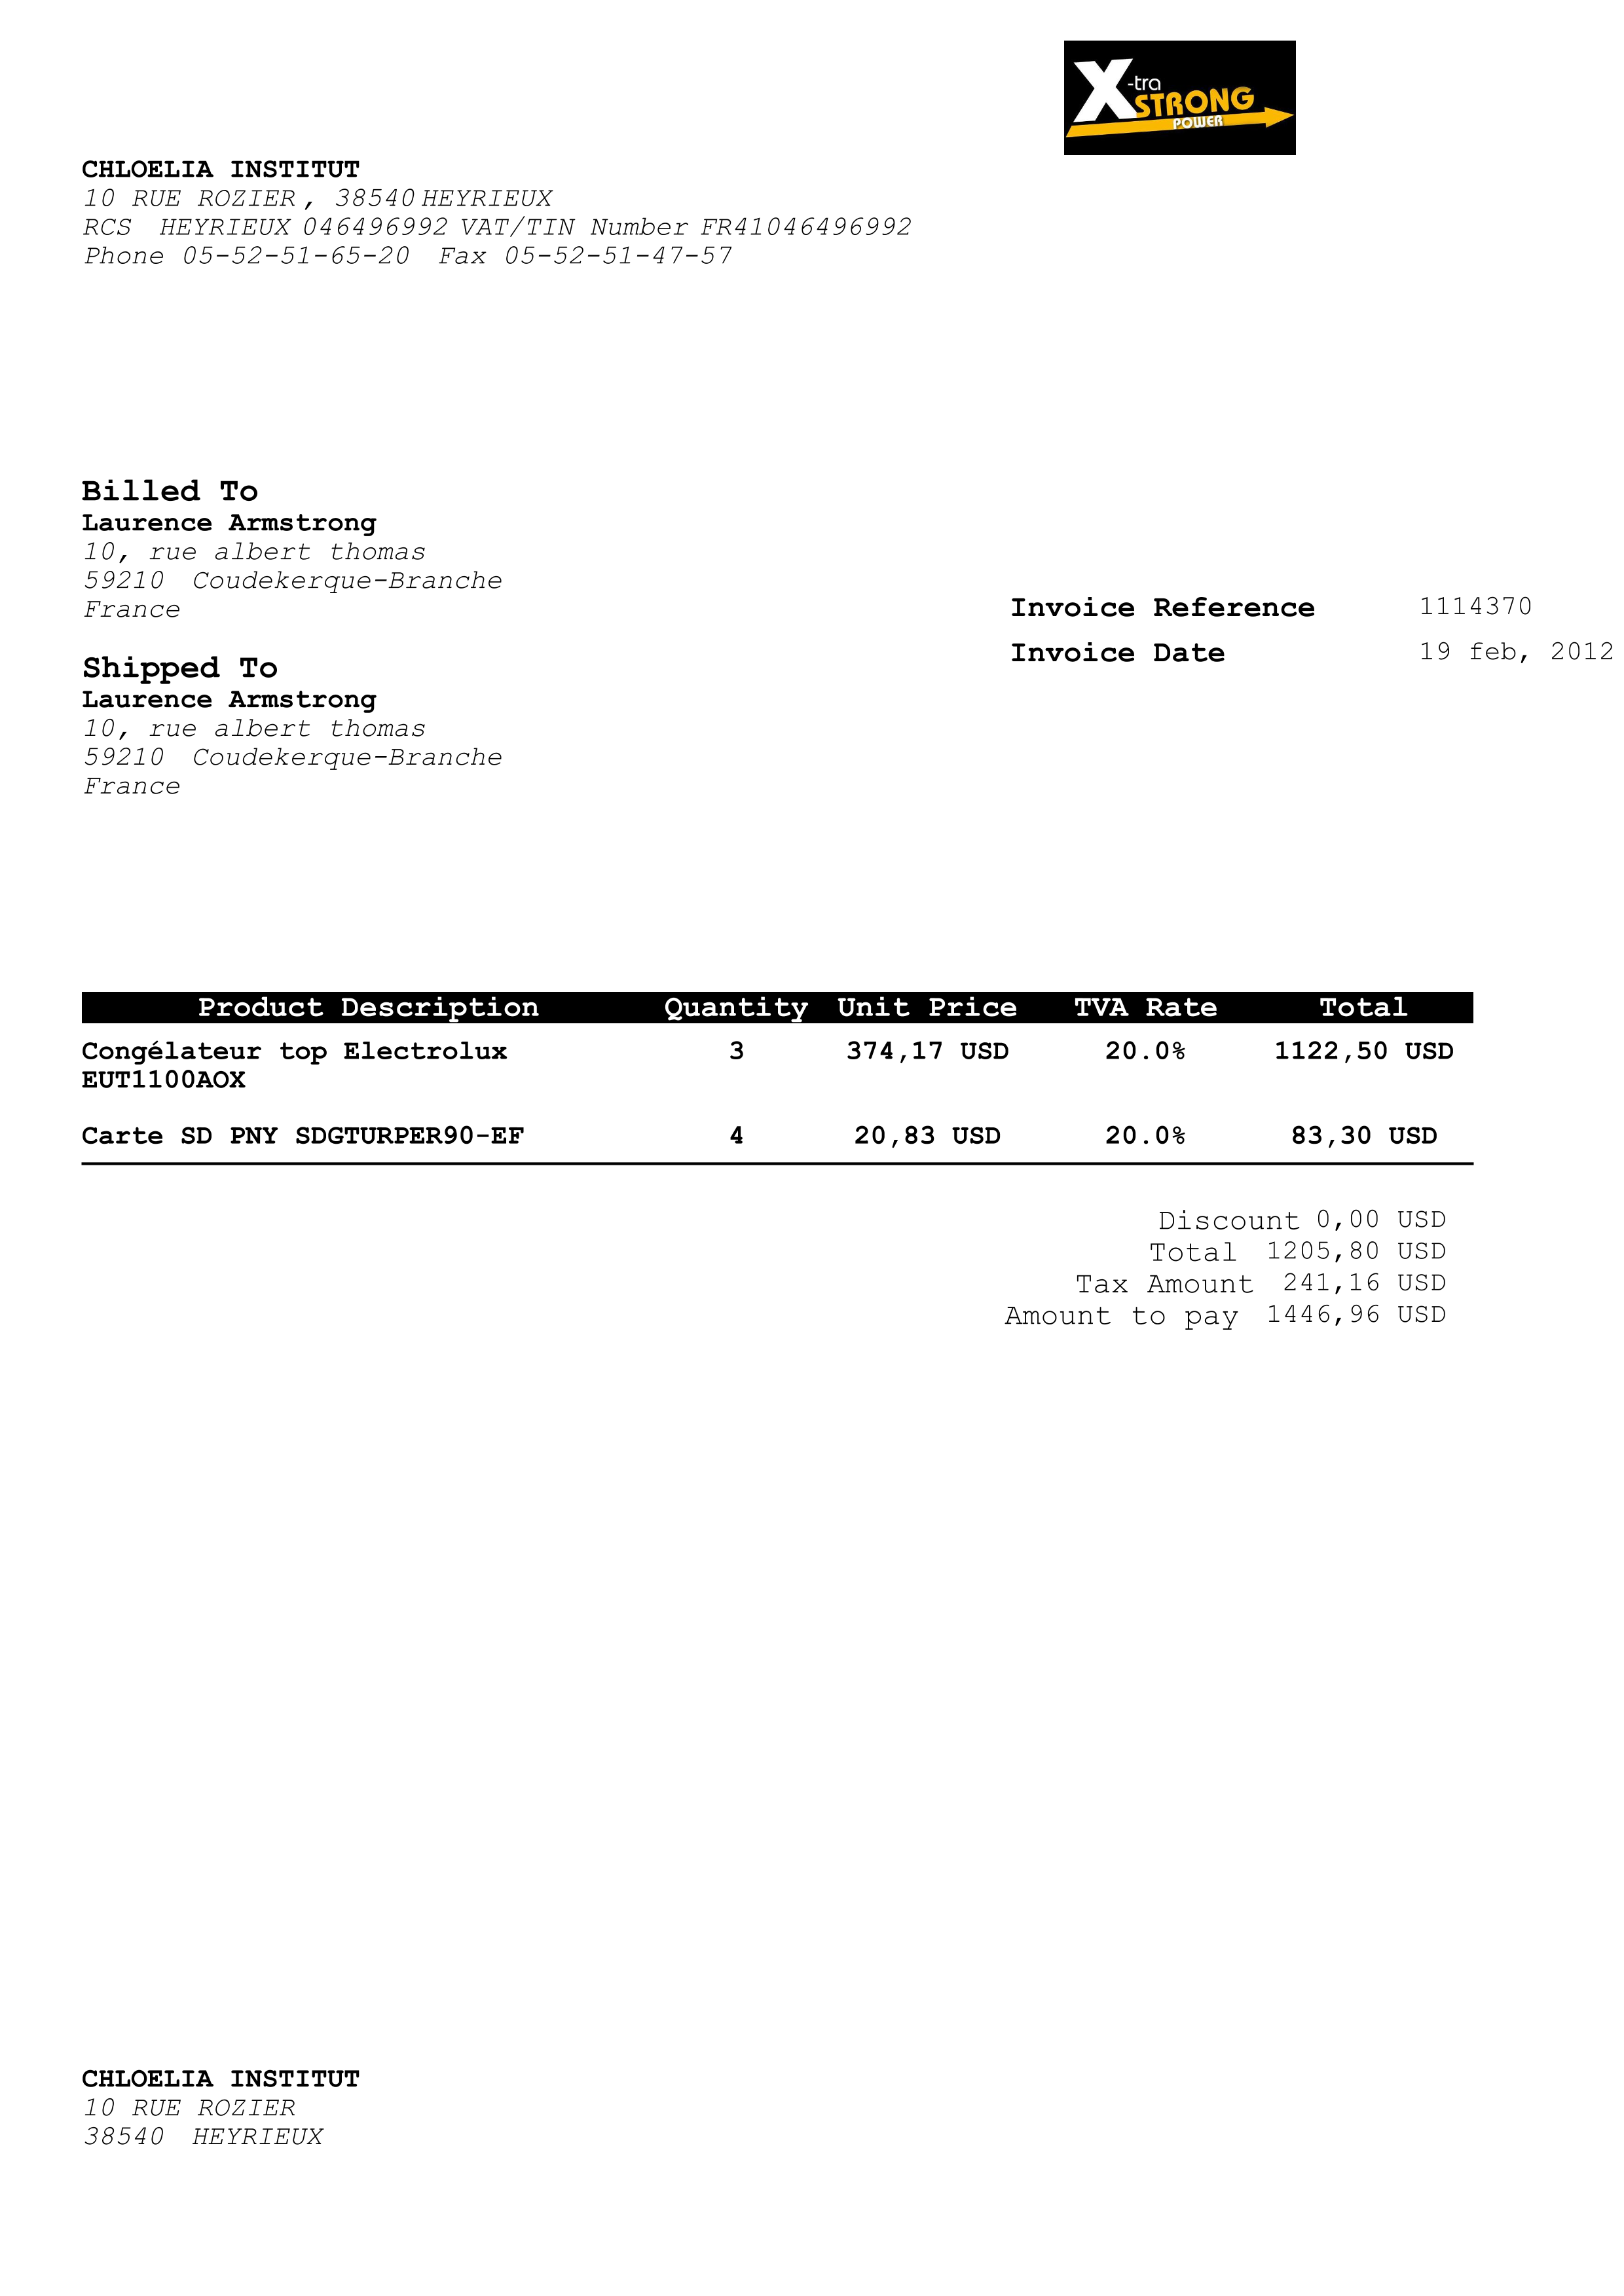 X-tra
STRONG
POWER
CHLOELIA INSTITUT
10 RUE ROZIER , 38540 HEYRIEUX
RCS HEYRIEUX 046496992 VAT/TIN Number FR41046496992
Phone 05-52-51-65-20 Fax 05-52-51-47-57
Billed To
Laurence Armstrong
10, rue albert thomas
59210 Coudekerque-Branche
France
Invoice Reference 1114370
Invoice Date 19 feb, 2012
Shipped To
Laurence Armstrong
10, rue albert thomas
59210 Coudekerque-Branche
France
Product Description Quantity Unit Price TVA Rate Total
Congélateur top Electrolux 3 374,17 USD 20.0% 1122,50 USD
EUT1100AOX
Carte SD PNY SDGTURPER90-EF 4 20,83 USD 20.0% 83,30 USD
Discount 0,00 USD
Total 1205,80 USD
Tax Amount 241,16 USD
Amount to pay 1446,96 USD
CHLOELIA INSTITUT
10 RUE ROZIER
38540 HEYRIEUX